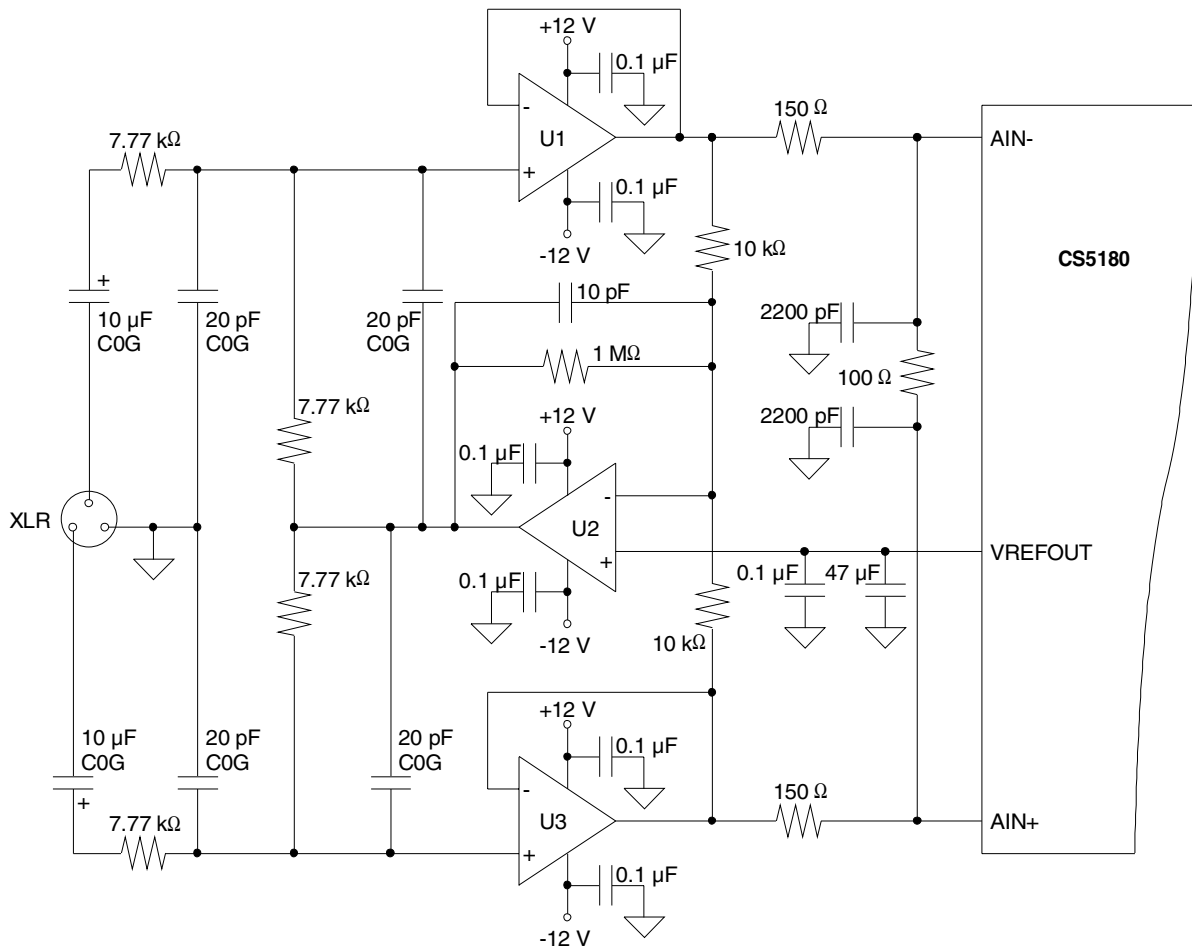 +12 V
0.1 µF
-
U1
+
0.1 µF
-12 V
150 Ω
AIN-
7.77 kΩ
10 kΩ
CS5180
+
10 µF
C0G
20 pF
C0G
20 pF
C0G
10 pF
2200 pF
1 MΩ
100 Ω
7.77 kΩ
+12 V
2200 pF
0.1 µF
-
U2
+
XLR
VREFOUT
7.77 kΩ
0.1 µF
0.1 µF
47 µF
-12 V
10 kΩ
10 µF
C0G
20 pF
C0G
20 pF
C0G
+12 V
0.1 µF
+
-
U3
+
150 Ω
AIN+
7.77 kΩ
0.1 µF
-12 V